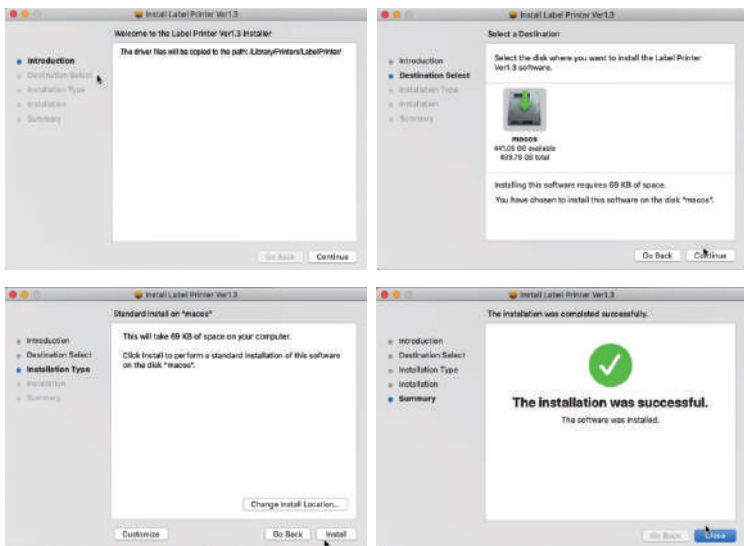 Install Label Printer Ver1.3
Welcome to the Label Printer Ver1.3 Installer
Introduction
Destination Select
Installation Type
Installation
Summary
The driver files will be copied to the path: /Library/Printers/LabelPrinter/
Go Back
Continue
Install Label Printer Ver1.3
Select a Destination
Introduction
Destination Select
Installation Type
Installation
Summary
Select the disk where you want to install the Label Printer
Ver1.3 software.
macos
441.05 GB available
499.79 GB total
Installing this software requires 69 KB of space.
You have chosen to install this software on the disk "macos".
Go Back
Continue
Install Label Printer Ver1.3
Standard Install on "macos"
Introduction
Destination Select
Installation Type
Installation
Summary
This will take 69 KB of space on your computer.
Click Install to perform a standard installation of this software
on the disk "macos".
Change Install Location...
Customize
Go Back
Install
Install Label Printer Ver1.3
The installation was completed successfully.
Introduction
Destination Select
Installation Type
Installation
Summary
The installation was successful.
The software was installed.
Go Back
Close